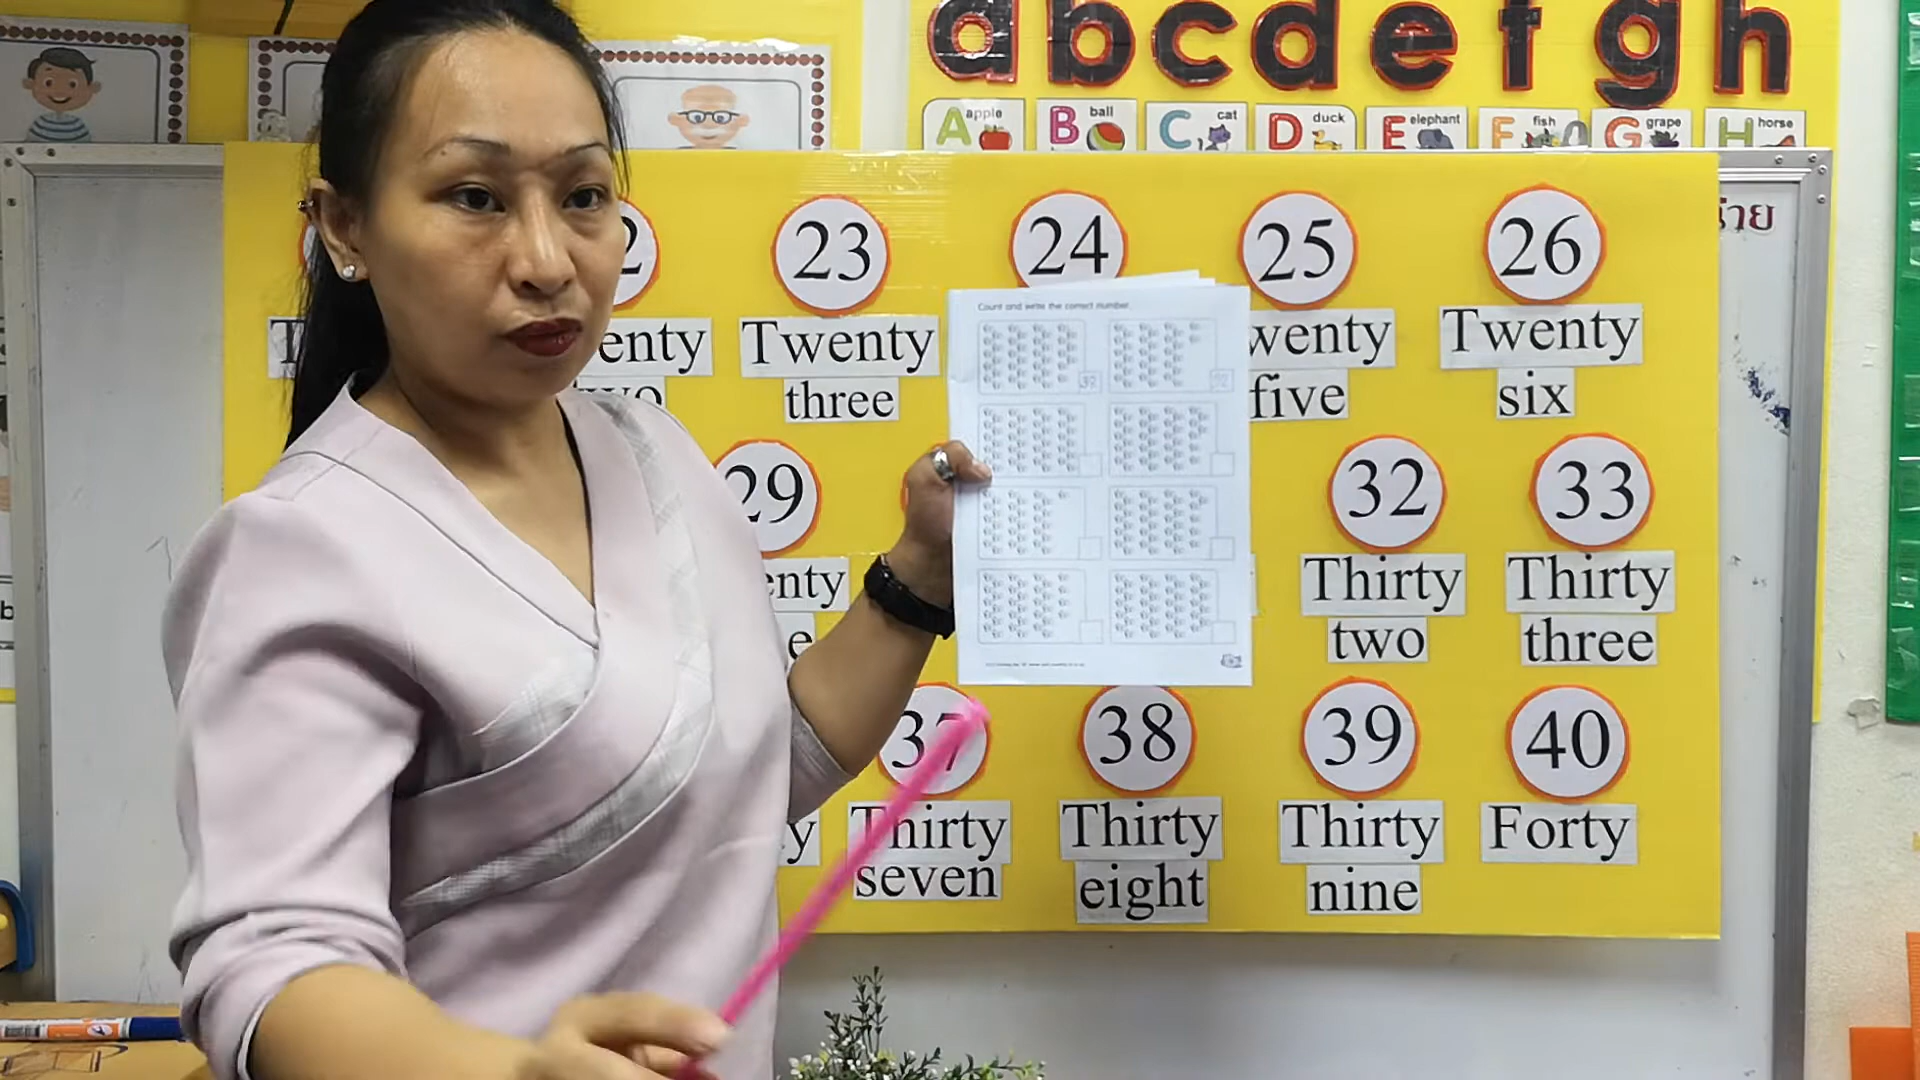 a b c d e f g h
A apple
B ball
C cat
D duck
E elephant
F fish
G grape
H horse
23
24
25
26
Twenty
three
five
Twenty
six
Count and write the correct number.
32
29
32
33
Thirty
two
Thirty
three
37
38
39
40
Thirty
seven
Thirty
eight
Thirty
nine
Forty